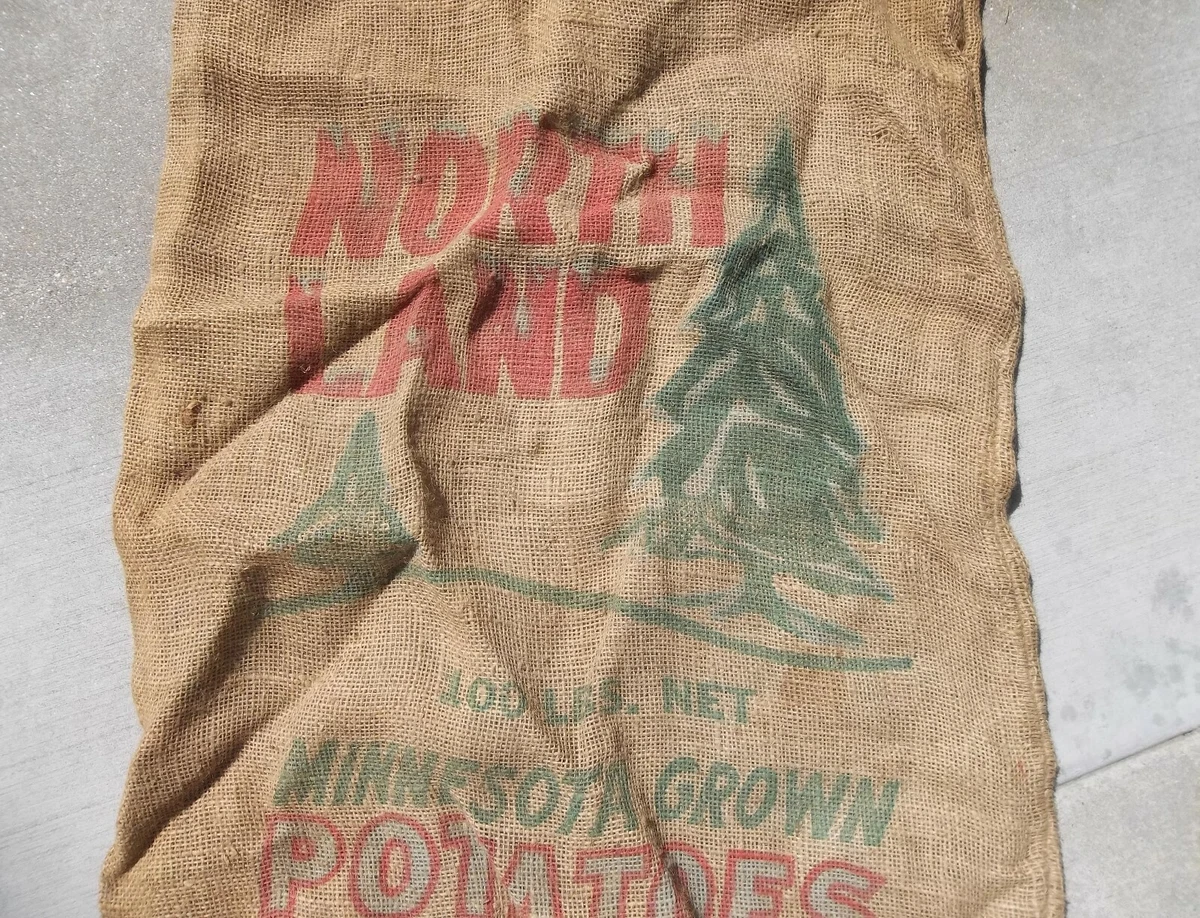 NORTH
LAND
100 LBS. NET
MINNESOTA GROWN
POTATOES